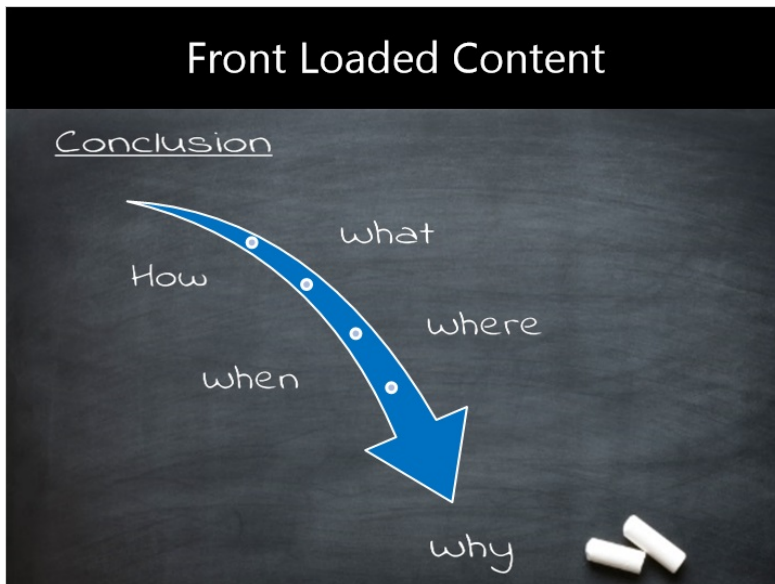 Front Loaded Content
Conclusion
what
How
where
when
why